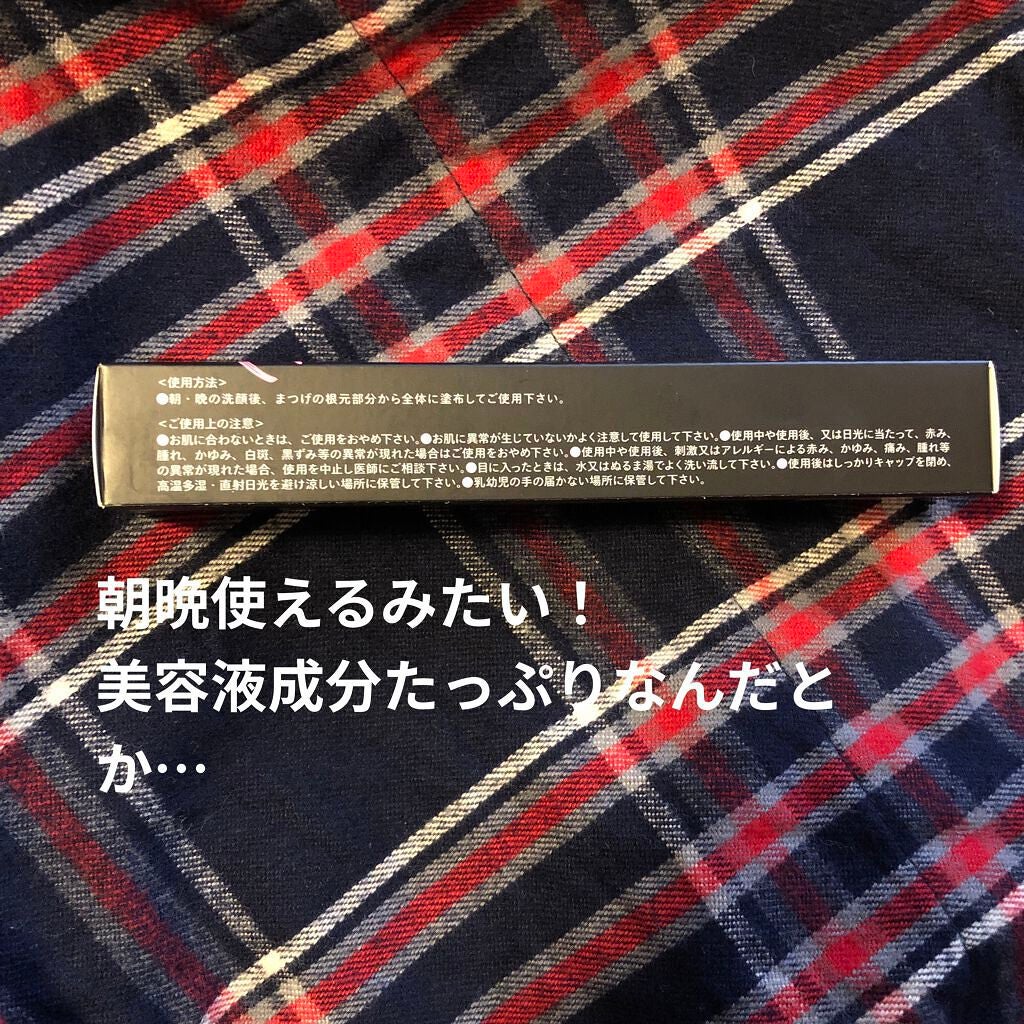 <使用方法>
●朝・晩の洗顔後、まつげの根元部分から全体に塗布してご使用下さい。
<ご使用上の注意>
●お肌に合わないときは、ご使用をおやめ下さい。●お肌に異常が生じていないかよく注意して使用して下さい。●使用中や使用後、又は日光に当たって、赤み、
腫れ、かゆみ、白斑、黒ずみ等の異常が現れた場合はご使用をおやめ下さい。●使用中や使用後、刺激又はアレルギーによる赤み、かゆみ、痛み、腫れ等
の異常が現れた場合、使用を中止し医師にご相談下さい。●目に入ったときは、水又はぬるま湯でよく洗い流して下さい。●使用後はしっかりキャップを閉め、
高温多湿・直射日光を避け涼しい場所に保管して下さい。●乳幼児の手の届かない場所に保管して下さい。
朝晩使えるみたい！
美容液成分たっぷりなんだと
か…